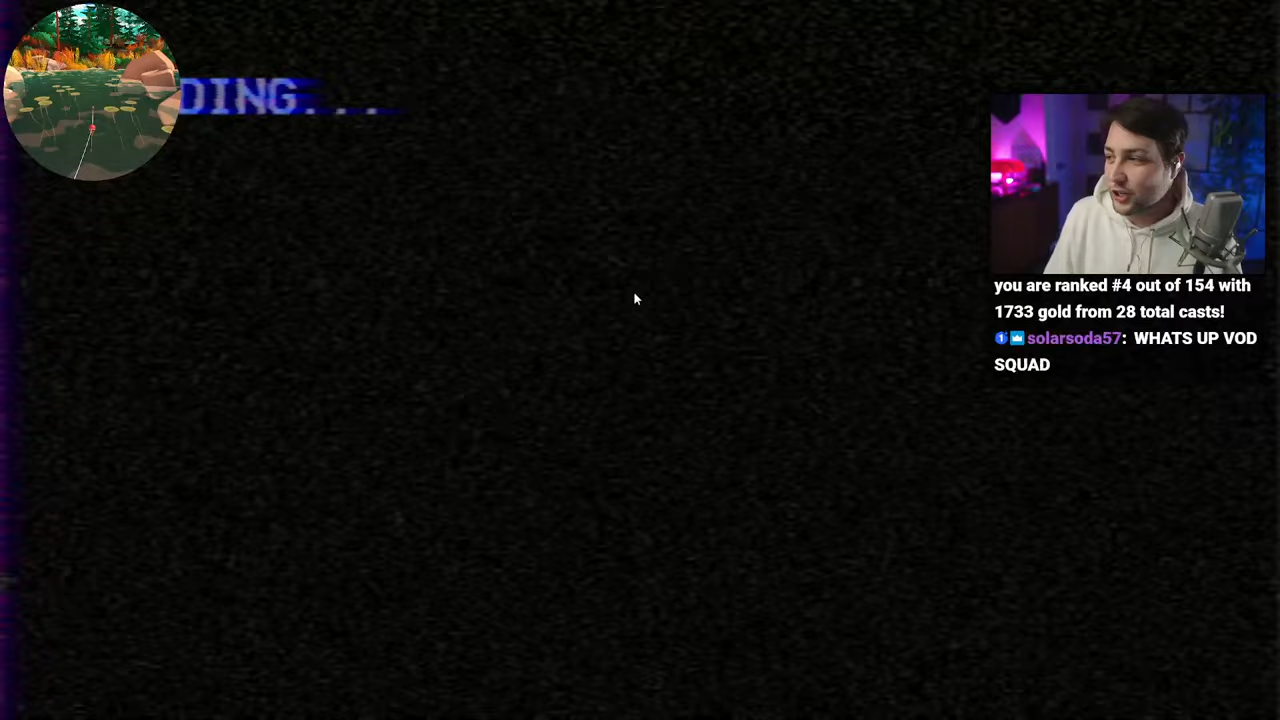 DING...
you are ranked #4 out of 154 with
1733 gold from 28 total casts!
solarsoda57: WHATS UP VOD
SQUAD